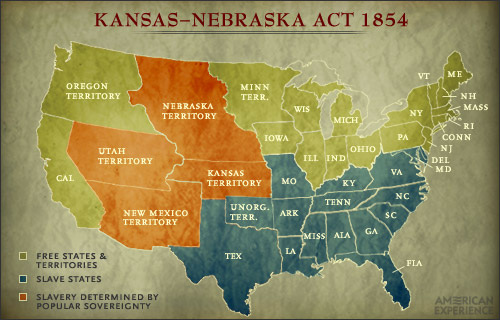 KANSAS–NEBRASKA ACT 1854
OREGON
TERRITORY
NEBRASKA
TERRITORY
MINN
TERR.
WIS
MICH
VT
ME
NH
MASS
NY
RI
CONN
NJ
PA
DEL
MD
IOWA
ILL
IND
OHIO
UTAH
TERRITORY
CAL
KANSAS
TERRITORY
NEW MEXICO
TERRITORY
MO
KY
VA
NC
TENN
UNORG.
TERR.
ARK
SC
MISS
ALA
GA
LA
TEX
FLA
FREE STATES &
TERRITORIES
SLAVE STATES
SLAVERY DETERMINED BY
POPULAR SOVEREIGNTY
AMERICAN
EXPERIENCE